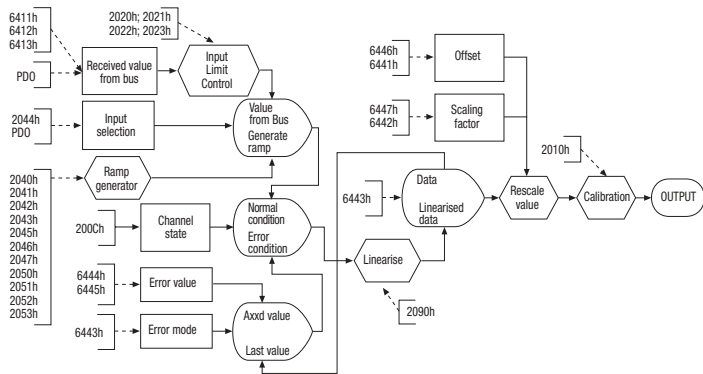 6411h
6412h
6413h
PDO
Received value
from bus
2020h; 2021h
2022h; 2023h
Input
Limit
Control
2044h
PDO
Input
selection
Value
from Bus
Generate
ramp
2040h
2041h
2042h
2043h
2045h
2046h
2047h
2050h
2051h
2052h
2053h
Ramp
generator
200Ch
Channel
state
Normal
condition
Error
condition
6444h
6445h
Error value
6443h
Error mode
Axxd value
Last value
Linearise
2090h
6446h
6441h
Offset
6447h
6442h
Scaling
factor
6443h
Data
Linearised
data
Rescale
value
2010h
Calibration
OUTPUT